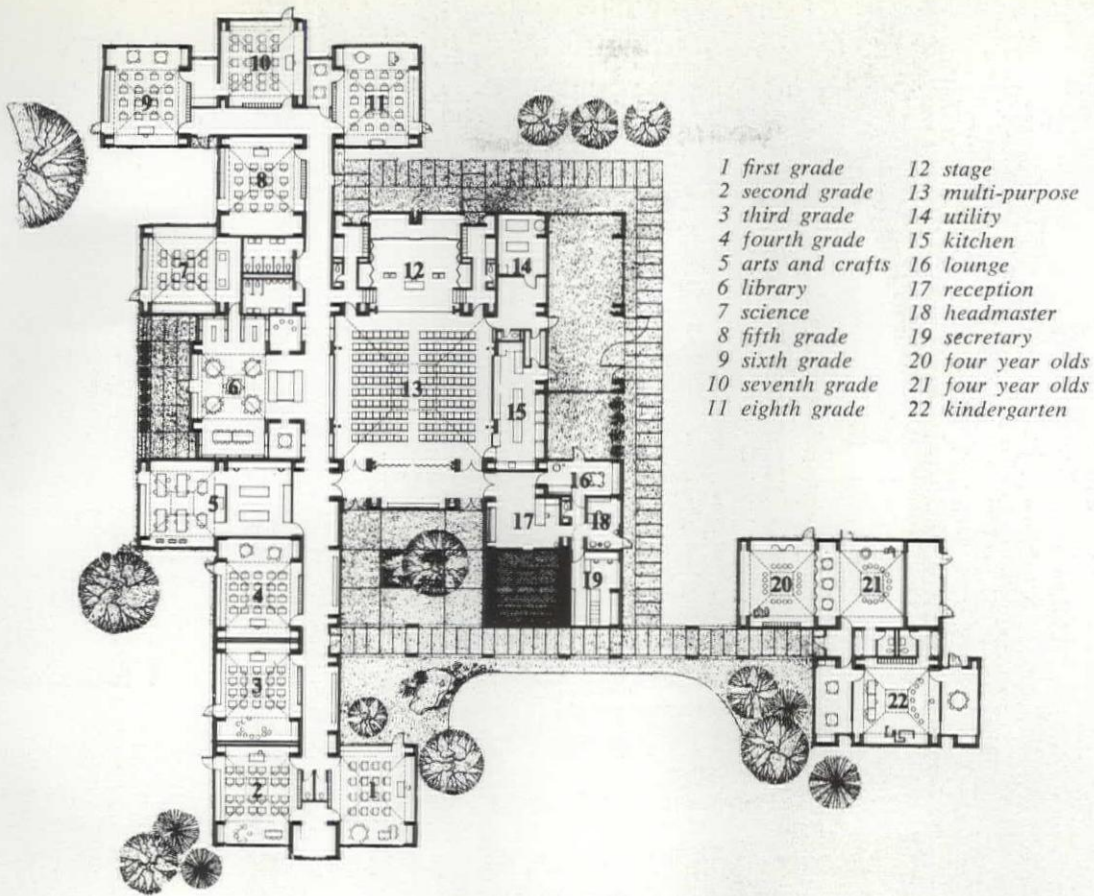 1 first grade
2 second grade
3 third grade
4 fourth grade
5 arts and crafts
6 library
7 science
8 fifth grade
9 sixth grade
10 seventh grade
11 eighth grade
12 stage
13 multi-purpose
14 utility
15 kitchen
16 lounge
17 reception
18 headmaster
19 secretary
20 four year olds
21 four year olds
22 kindergarten
10
9
11
8
7
12
14
6
13
15
5
16
17
18
4
19
20
21
3
22
2
1